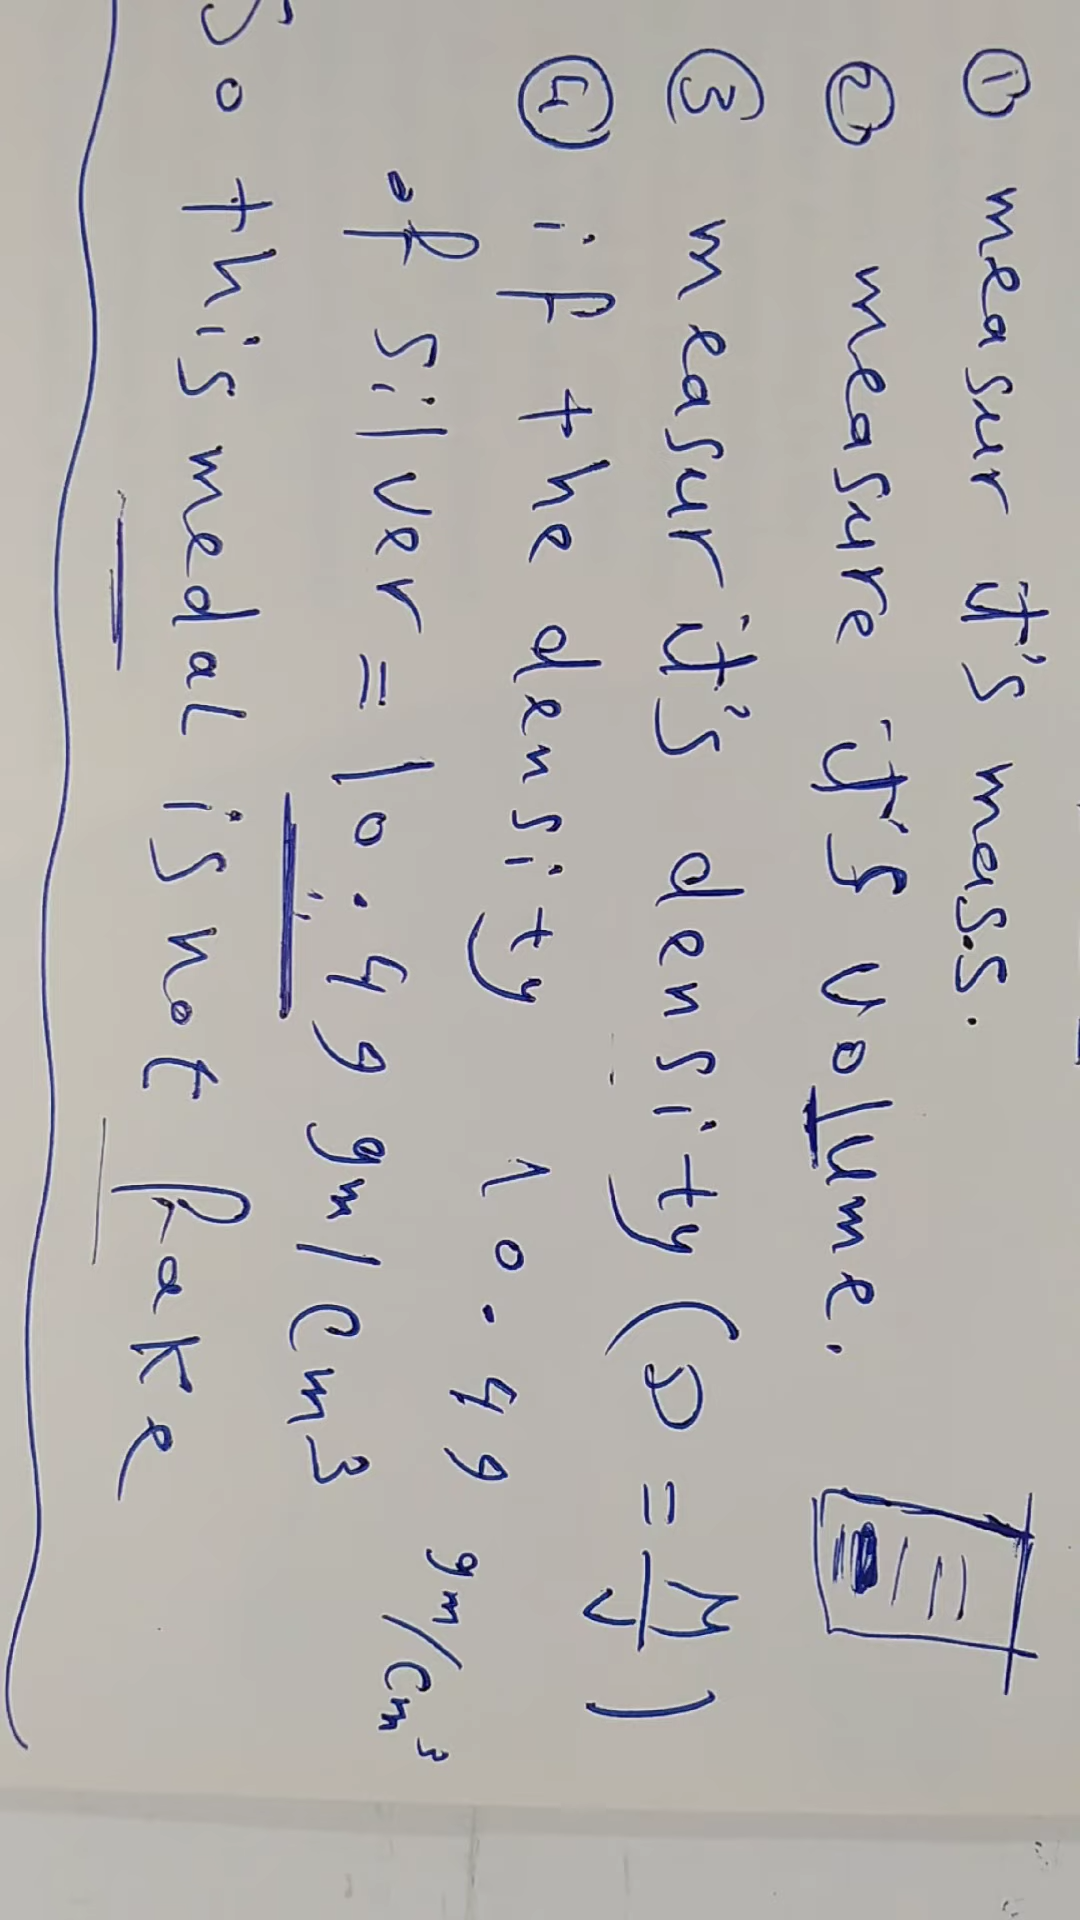 ① measur it's mass.
② measure it's volume.
③ measur it's density (D = M/V)
④ if the density 10.49 gm/cm³
of silver = 10.49 gm/cm³
So this medal is not fake